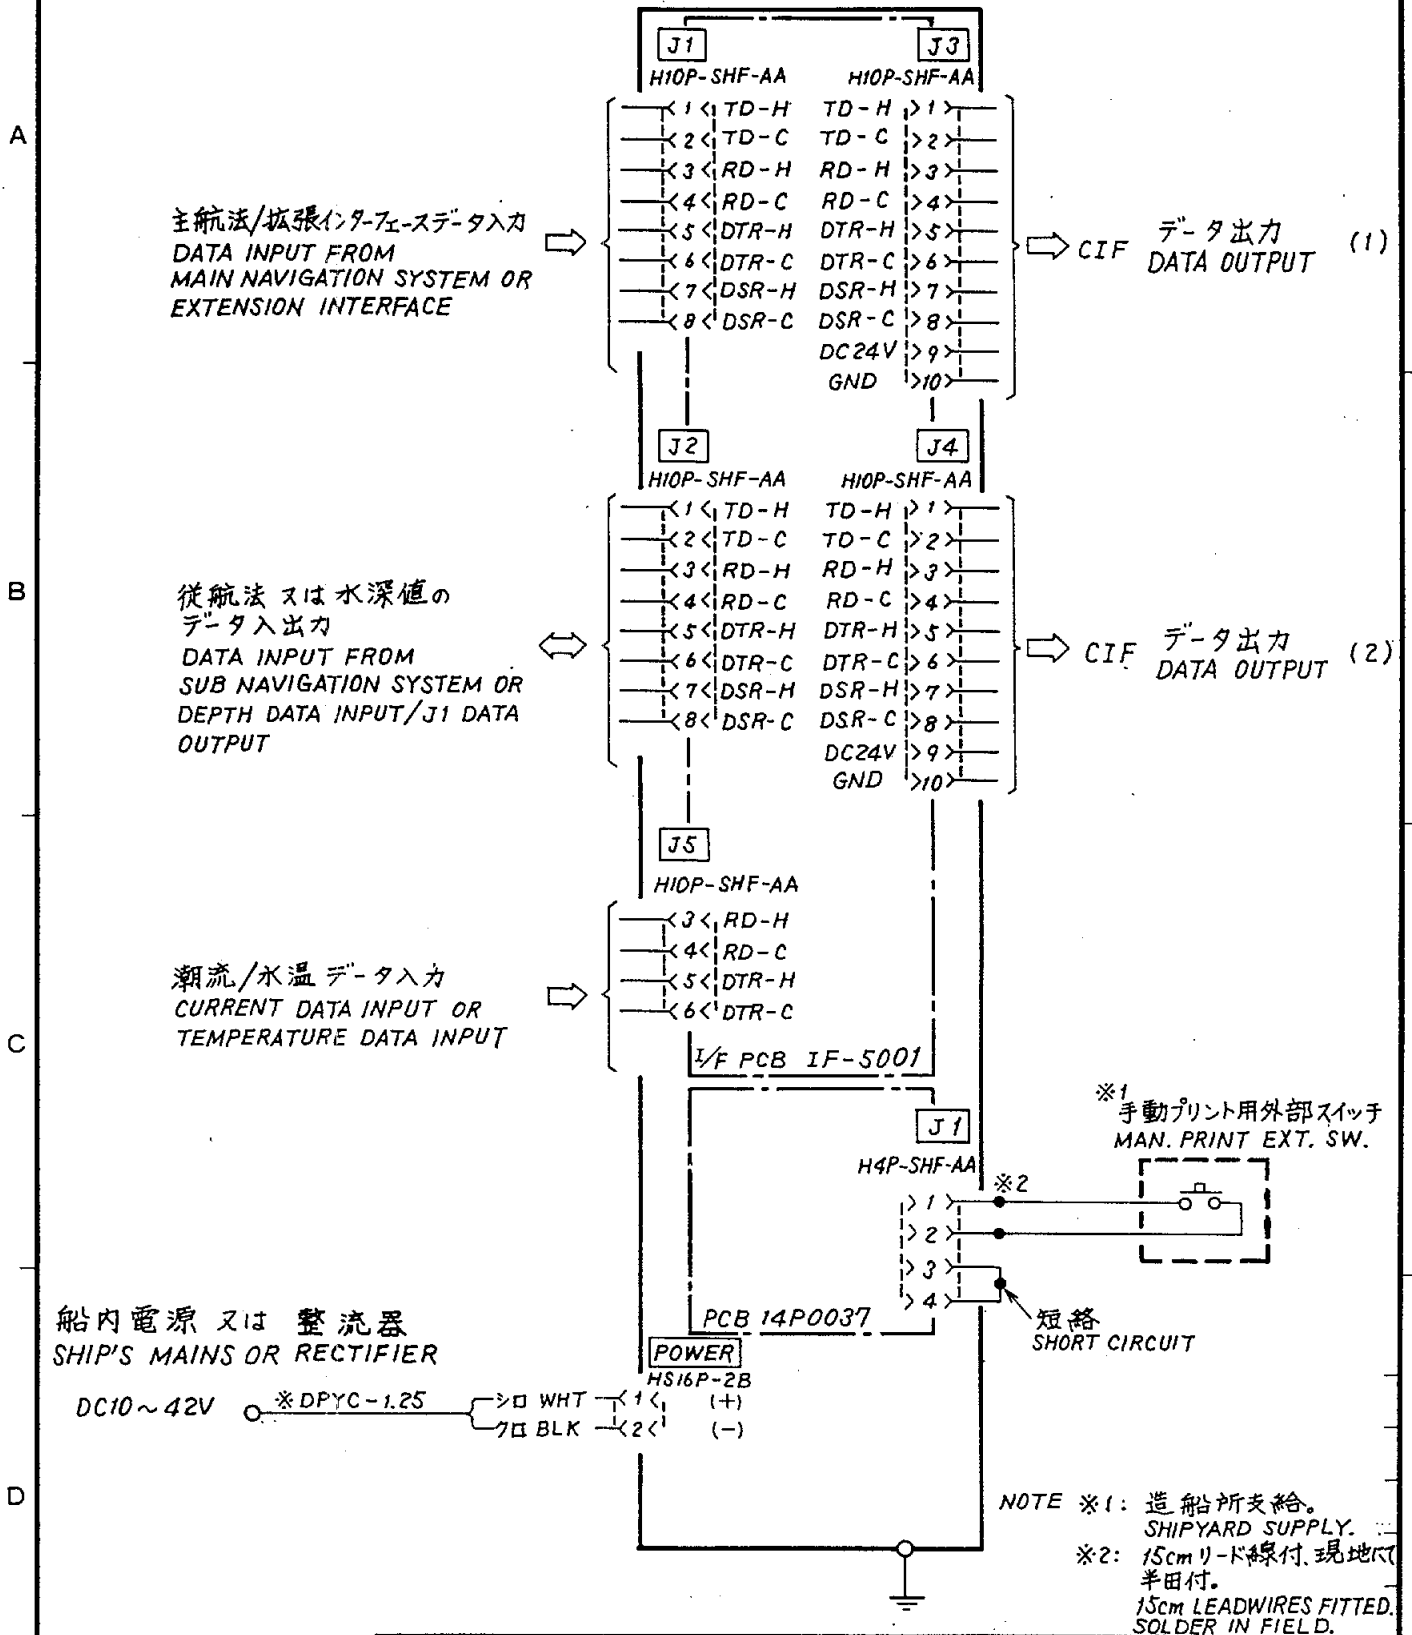 J1
J3
H10P-SHF-AA
H10P-SHF-AA
A
1 TD-H TD-H 1
2 TD-C TD-C 2
3 RD-H RD-H 3
4 RD-C RD-C 4
5 DTR-H DTR-H 5
6 DTR-C DTR-C 6
7 DSR-H DSR-H 7
8 DSR-C DSR-C 8
DC24V 9
GND 10
主航法/拡張インターフェースデータ入力
DATA INPUT FROM
MAIN NAVIGATION SYSTEM OR
EXTENSION INTERFACE
CIF データ出力 (1)
DATA OUTPUT
J2
J4
H10P-SHF-AA
H10P-SHF-AA
B
1 TD-H TD-H 1
2 TD-C TD-C 2
3 RD-H RD-H 3
4 RD-C RD-C 4
5 DTR-H DTR-H 5
6 DTR-C DTR-C 6
7 DSR-H DSR-H 7
8 DSR-C DSR-C 8
DC24V 9
GND 10
従航法 又は 水深値の
データ入出力
DATA INPUT FROM
SUB NAVIGATION SYSTEM OR
DEPTH DATA INPUT/J1 DATA
OUTPUT
CIF データ出力 (2)
DATA OUTPUT
J5
H10P-SHF-AA
3 RD-H
4 RD-C
5 DTR-H
6 DTR-C
潮流/水温データ入力
CURRENT DATA INPUT OR
TEMPERATURE DATA INPUT
C
I/F PCB IF-5001
J1
H4P-SHF-AA
1
2
3
4
※2
※1
手動プリント用外部スイッチ
MAN. PRINT EXT. SW.
短絡
SHORT CIRCUIT
PCB 14P0037
船内電源 又は 整流器
SHIP'S MAINS OR RECTIFIER
POWER
HS16P-2B
DC10~42V ※DPYC-1.25
シロ WHT 1 (+)
クロ BLK 2 (-)
D
NOTE ※1: 造船所支給。
SHIPYARD SUPPLY.
※2: 15cmリード線付、現地にて
半田付。
15cm LEADWIRES FITTED.
SOLDER IN FIELD.